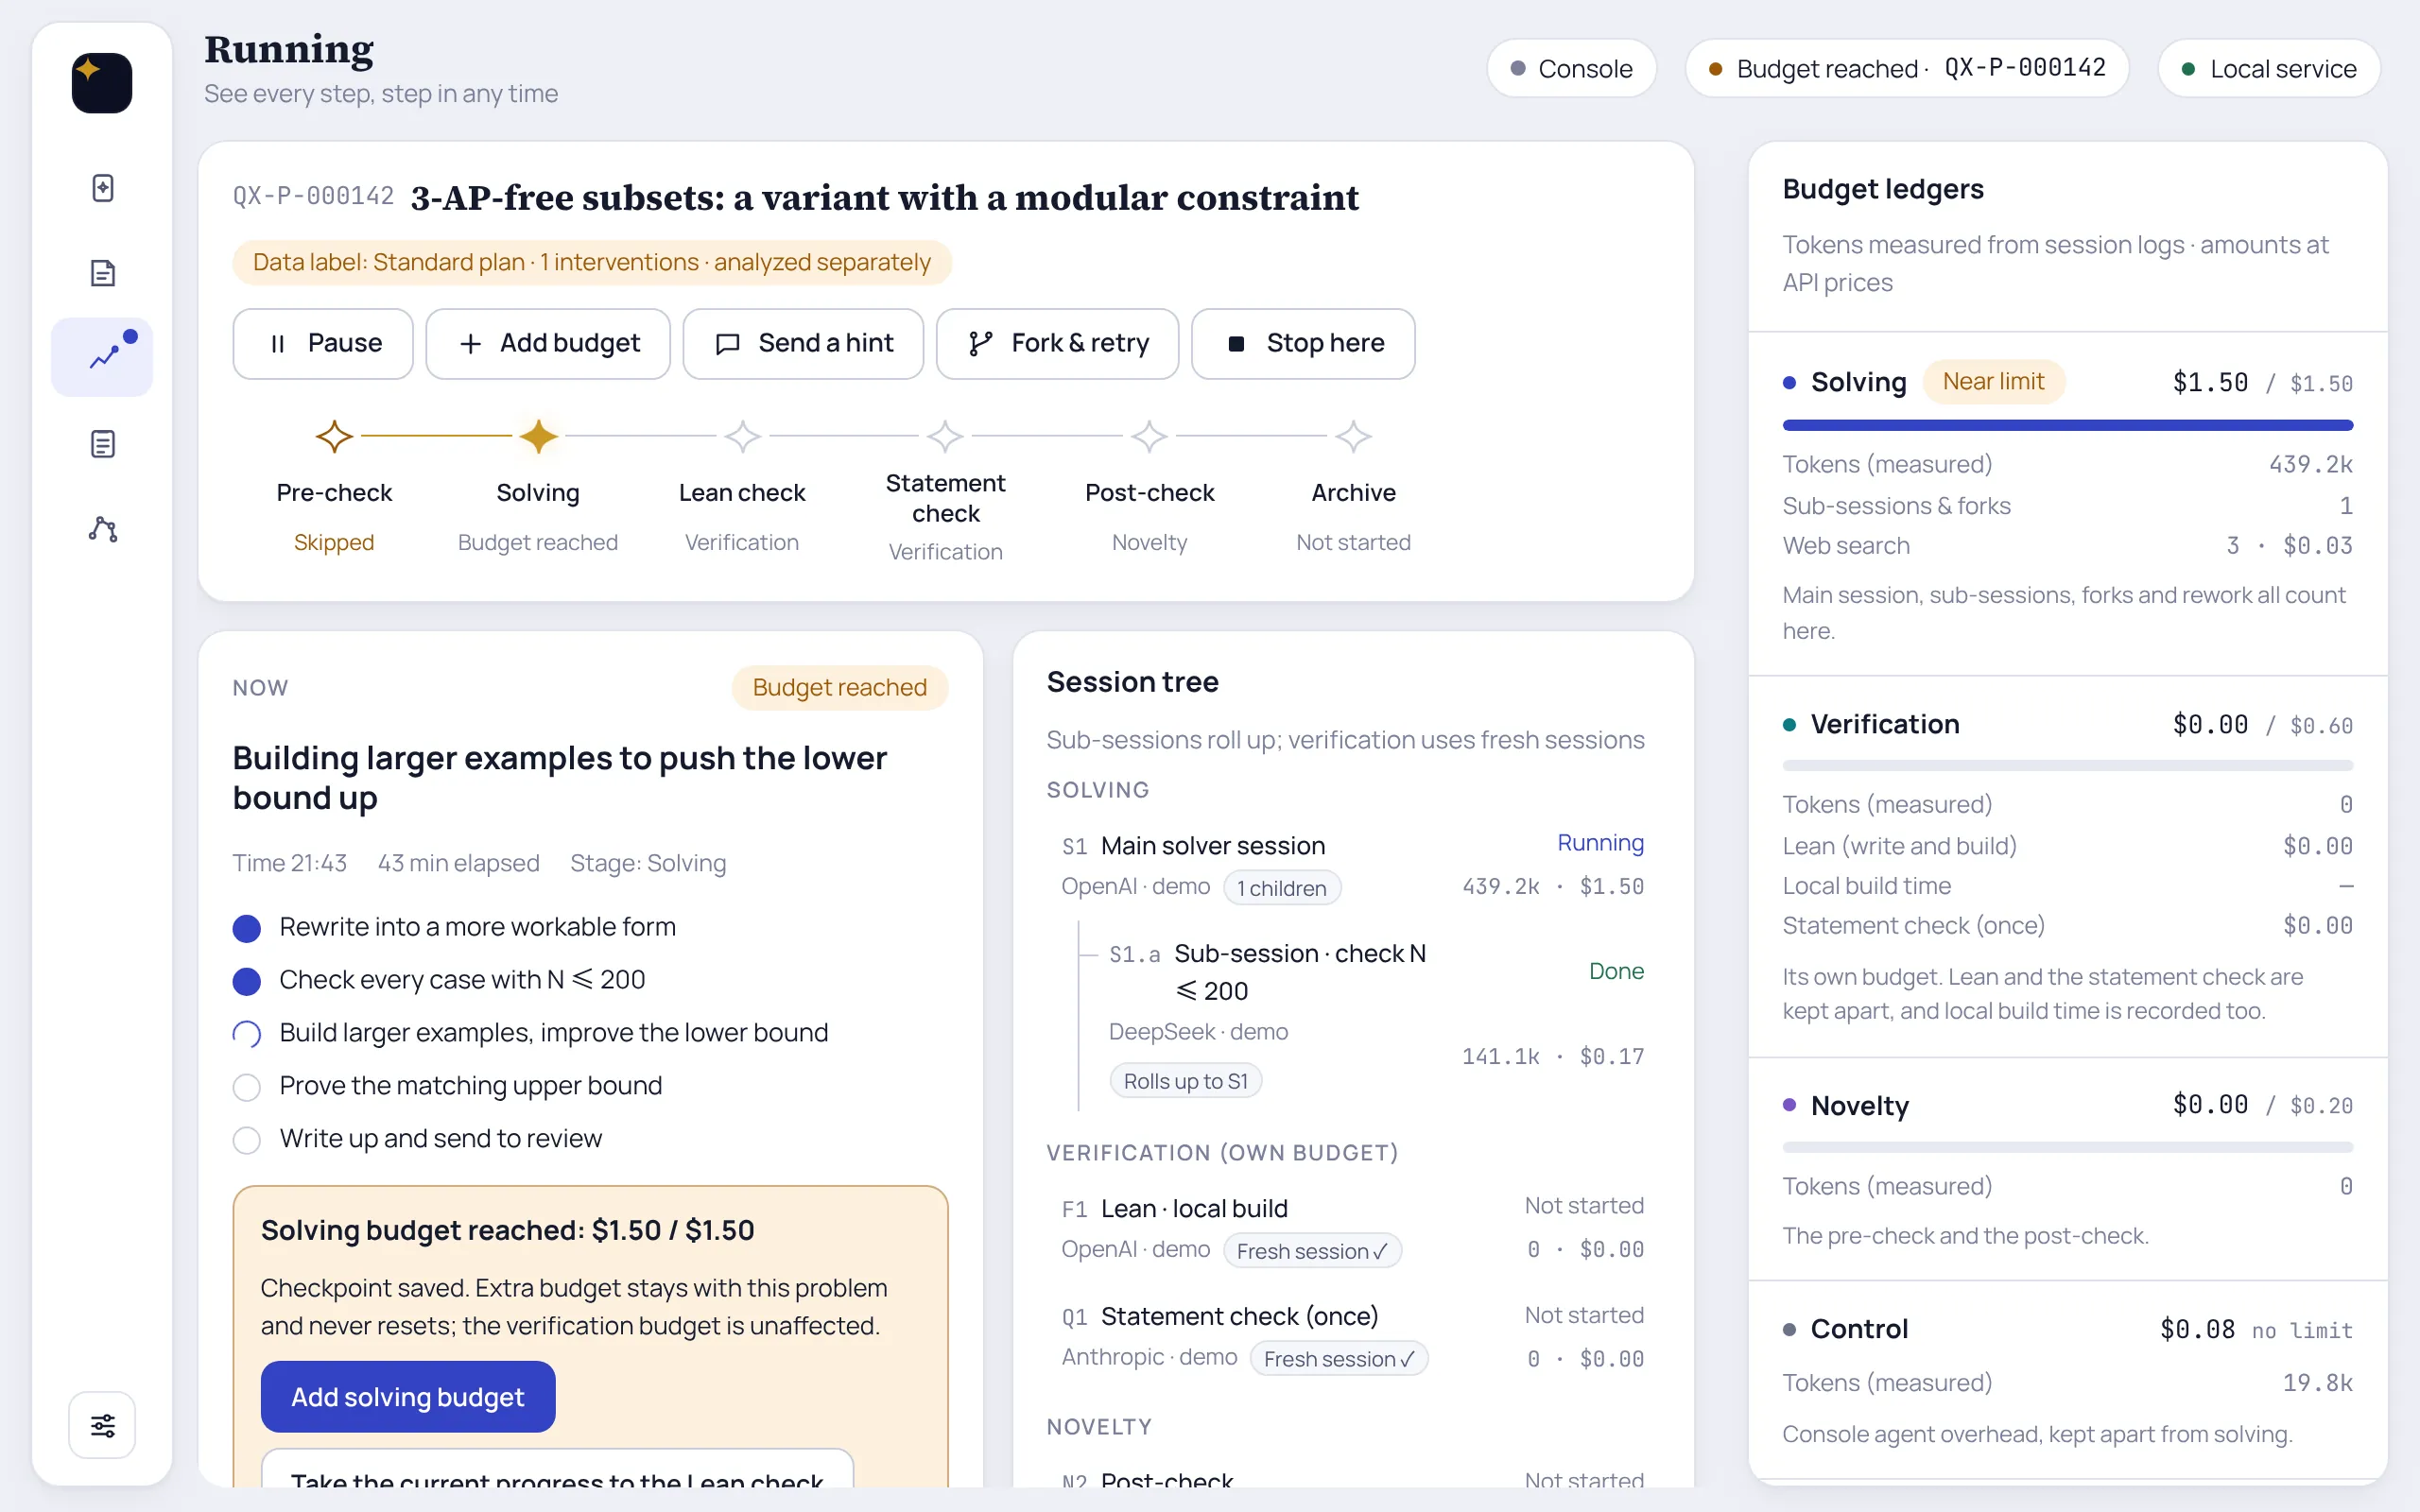 Running
See every step, step in any time
Console
Budget reached · QX-P-000142
Local service
QX-P-000142 3-AP-free subsets: a variant with a modular constraint
Data label: Standard plan · 1 interventions · analyzed separately
Pause
Add budget
Send a hint
Fork & retry
Stop here
Pre-check
Skipped
Solving
Budget reached
Lean check
Verification
Statement
check
Verification
Post-check
Novelty
Archive
Not started
NOW
Budget reached
Building larger examples to push the lower
bound up
Time 21:43 43 min elapsed Stage: Solving
Rewrite into a more workable form
Check every case with N ⩽ 200
Build larger examples, improve the lower bound
Prove the matching upper bound
Write up and send to review
Solving budget reached: $1.50 / $1.50
Checkpoint saved. Extra budget stays with this problem
and never resets; the verification budget is unaffected.
Add solving budget
Take the current progress to the Lean check
Session tree
Sub-sessions roll up; verification uses fresh sessions
SOLVING
S1 Main solver session Running
OpenAI · demo 1 children 439.2k · $1.50
S1.a Sub-session · check N
⩽ 200
Done
DeepSeek · demo
Rolls up to S1
141.1k · $0.17
VERIFICATION (OWN BUDGET)
F1 Lean · local build Not started
OpenAI · demo Fresh session ✓ 0 · $0.00
Q1 Statement check (once) Not started
Anthropic · demo Fresh session ✓ 0 · $0.00
NOVELTY
N2 Post-check Not started
Budget ledgers
Tokens measured from session logs · amounts at
API prices
Solving Near limit $1.50 / $1.50
Tokens (measured) 439.2k
Sub-sessions & forks 1
Web search 3 · $0.03
Main session, sub-sessions, forks and rework all count
here.
Verification $0.00 / $0.60
Tokens (measured) 0
Lean (write and build) $0.00
Local build time —
Statement check (once) $0.00
Its own budget. Lean and the statement check are
kept apart, and local build time is recorded too.
Novelty $0.00 / $0.20
Tokens (measured) 0
The pre-check and the post-check.
Control $0.08 no limit
Tokens (measured) 19.8k
Console agent overhead, kept apart from solving.